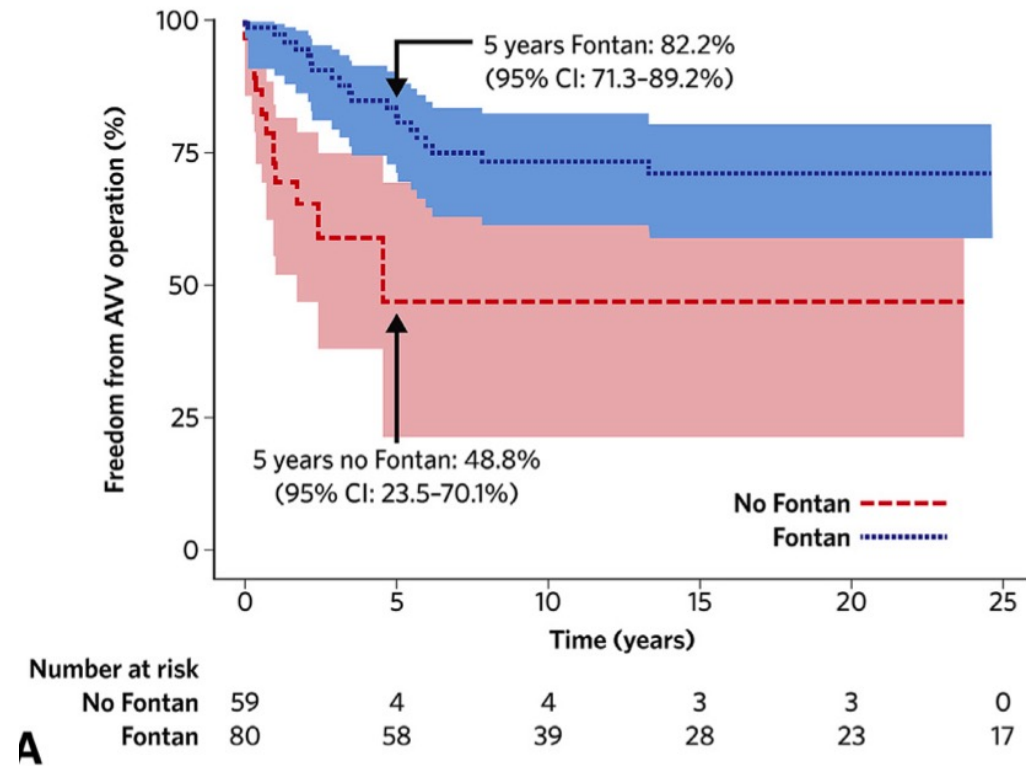 100
75
50
25
0
Freedom from AVV operation (%)
5 years Fontan: 82.2%
(95% CI: 71.3–89.2%)
5 years no Fontan: 48.8%
(95% CI: 23.5–70.1%)
No Fontan
Fontan
0 5 10 15 20 25
Time (years)
Number at risk
No Fontan 59 4 4 3 3 0
Fontan 80 58 39 28 23 17
A